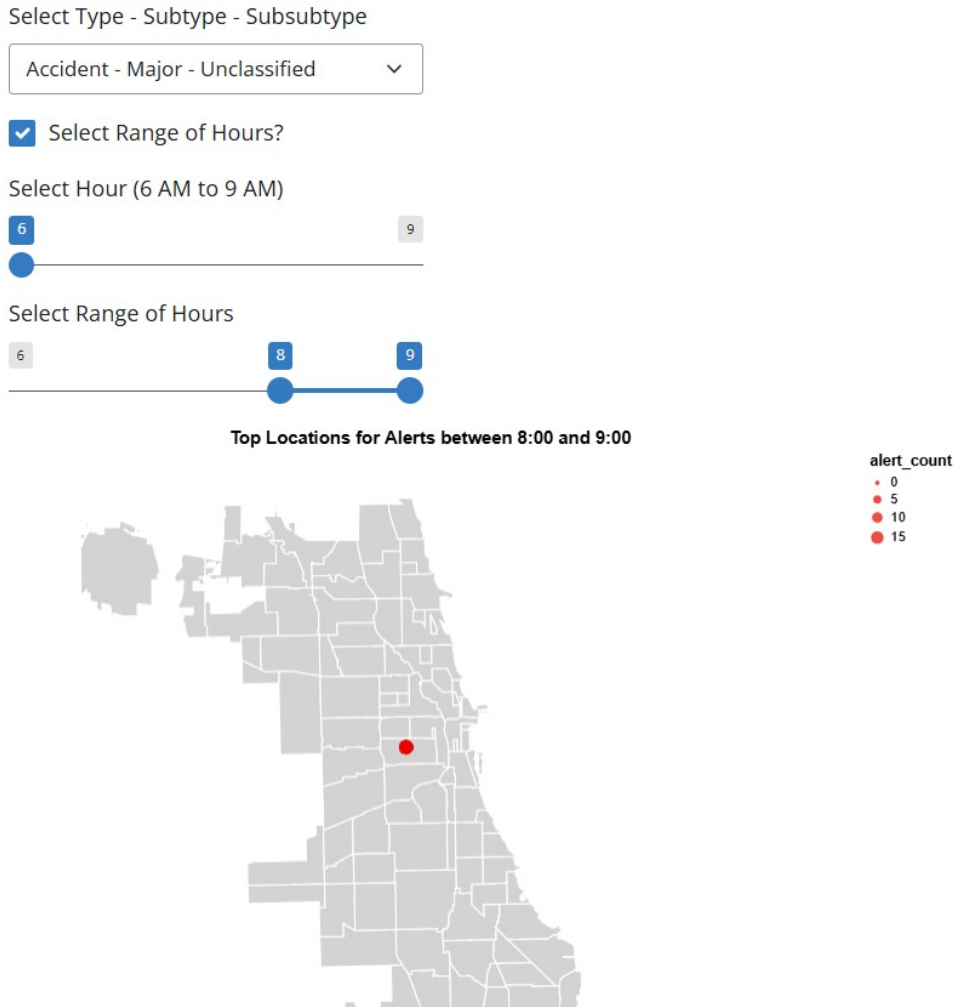 Select Type - Subtype - Subsubtype
Accident - Major - Unclassified
Select Range of Hours?
Select Hour (6 AM to 9 AM)
6 9
Select Range of Hours
6 8 9
Top Locations for Alerts between 8:00 and 9:00
alert_count
0
5
10
15